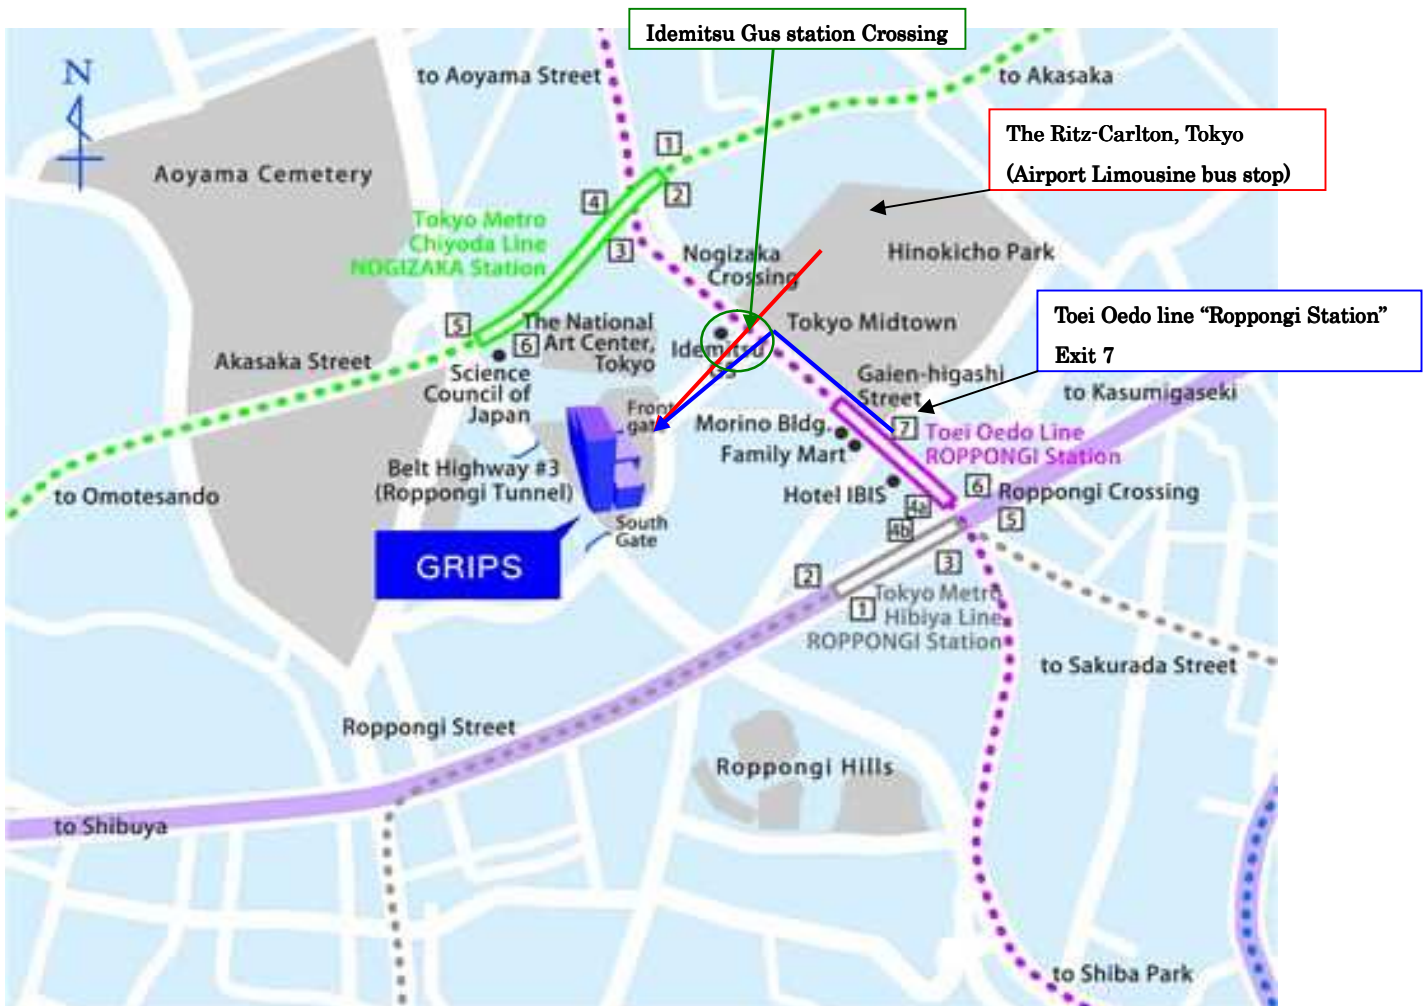 Idemitsu Gus station Crossing
N
to Aoyama Street
to Akasaka
The Ritz-Carlton, Tokyo
(Airport Limousine bus stop)
1
2
Aoyama Cemetery
4
Tokyo Metro
Chiyoda Line
NOGIZAKA Station
3
Nogizaka
Crossing
Hinokicho Park
Toei Oedo line “Roppongi Station”
Exit 7
5
The National
Art Center,
Tokyo
6
Idemitsu
GS
Tokyo Midtown
Akasaka Street
Science
Council of
Japan
Gaien-higashi
Street
to Kasumigaseki
Front
gate
Morino Bldg.
Family Mart
7
Toei Oedo Line
ROPPONGI Station
Belt Highway #3
(Roppongi Tunnel)
to Omotesando
Hotel IBIS
6
Roppongi Crossing
4a
4b
5
South
Gate
GRIPS
3
2
1
Tokyo Metro
Hibiya Line
ROPPONGI Station
to Sakurada Street
Roppongi Street
Roppongi Hills
to Shibuya
to Shiba Park